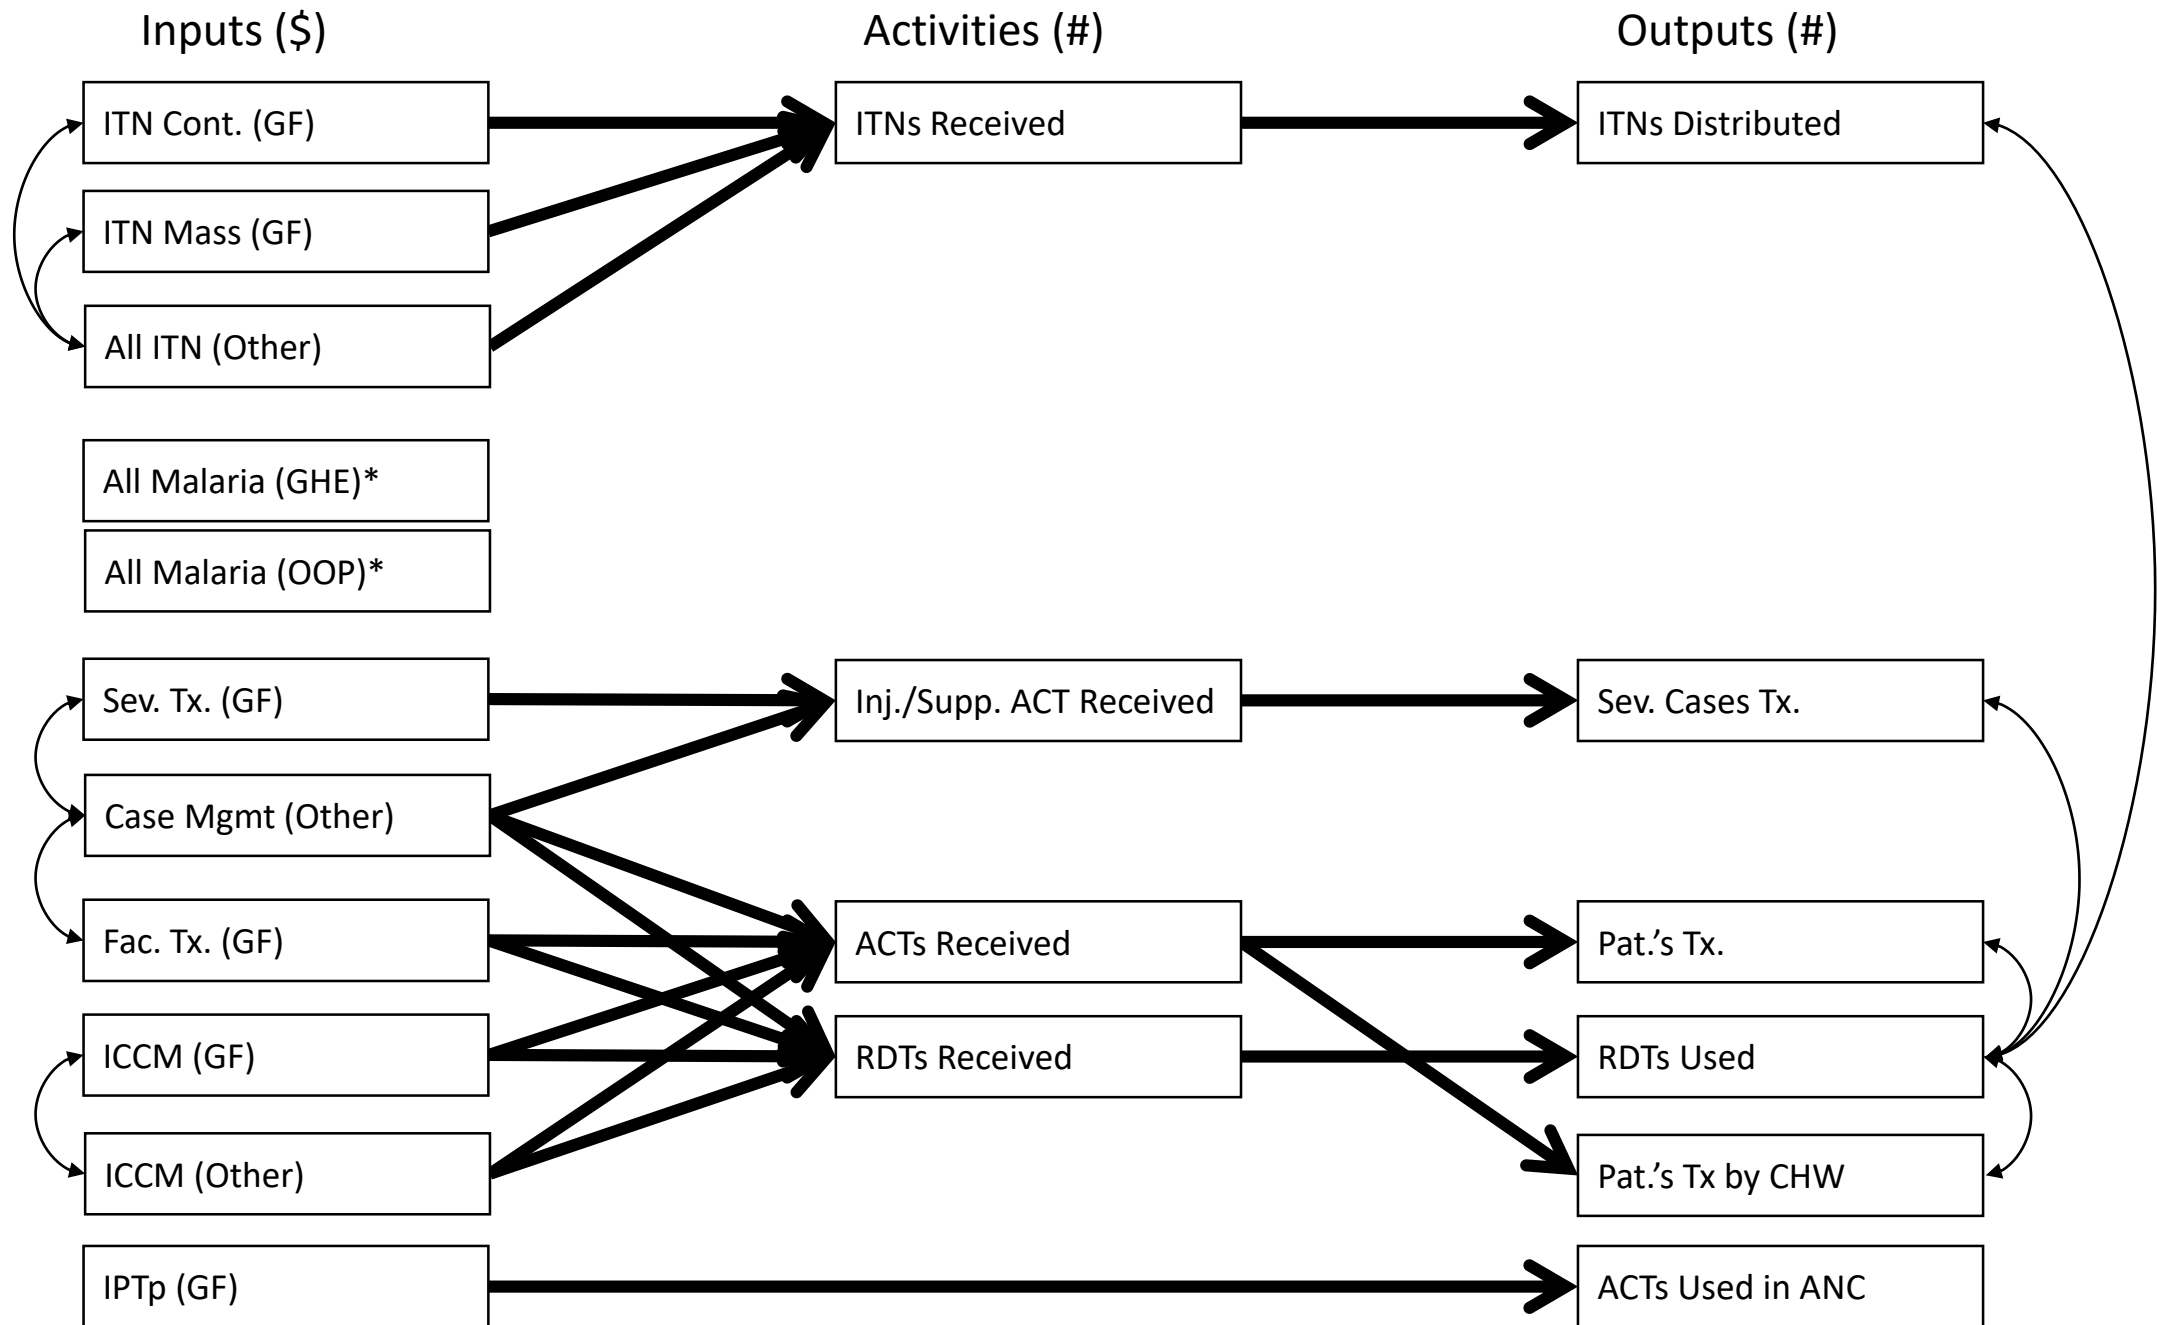 Inputs ($)
Activities (#)
Outputs (#)
ITN Cont. (GF)
ITNs Received
ITNs Distributed
ITN Mass (GF)
All ITN (Other)
All Malaria (GHE)*
All Malaria (OOP)*
Sev. Tx. (GF)
Inj./Supp. ACT Received
Sev. Cases Tx.
Case Mgmt (Other)
Fac. Tx. (GF)
ACTs Received
Pat.'s Tx.
ICCM (GF)
RDTs Received
RDTs Used
ICCM (Other)
Pat.'s Tx by CHW
IPTp (GF)
ACTs Used in ANC